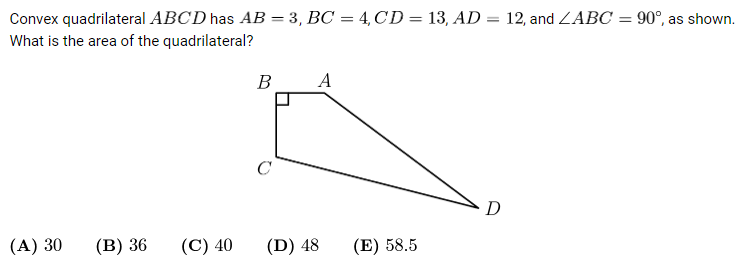 Convex quadrilateral ABCD has AB = 3, BC = 4, CD = 13, AD = 12, and ∠ABC = 90°, as shown.
What is the area of the quadrilateral?
B A
C
D
(A) 30 (B) 36 (C) 40 (D) 48 (E) 58.5